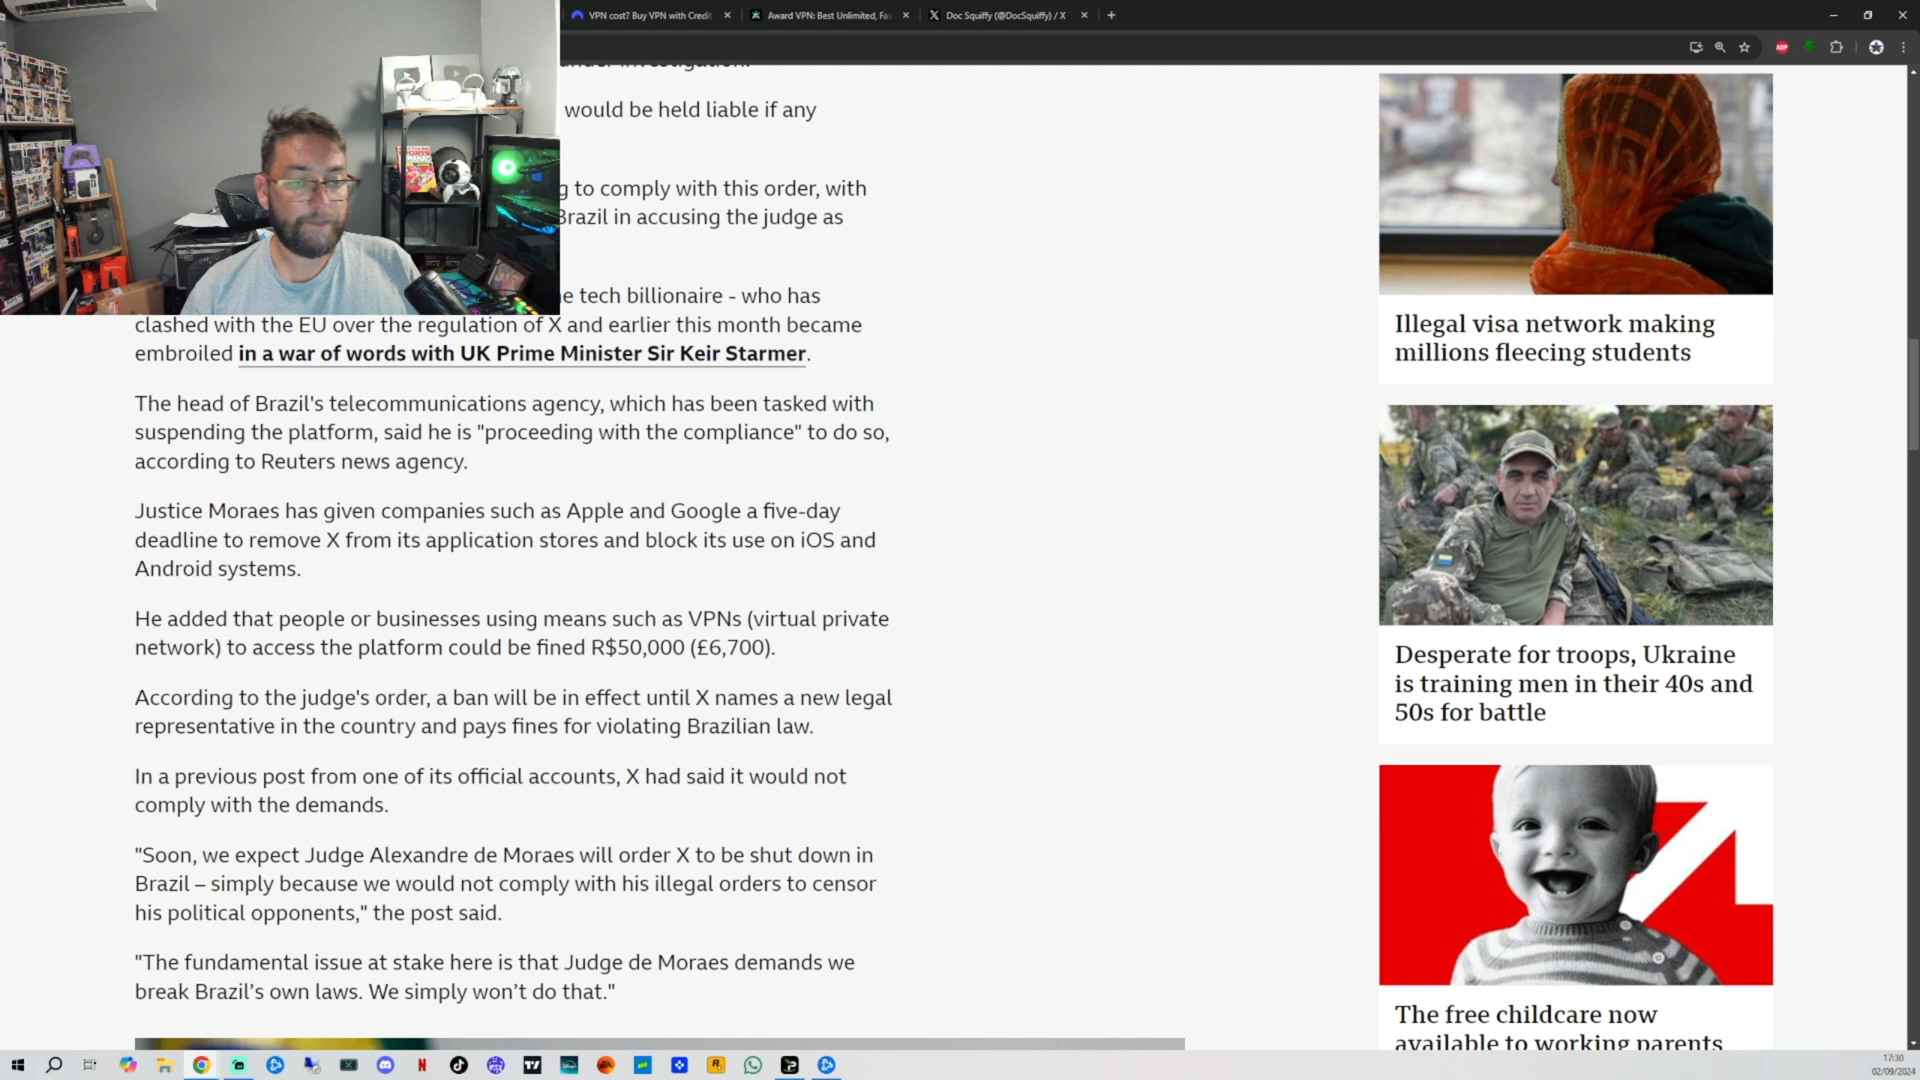 VPN cost? Buy VPN with Credit
Award VPN: Best Unlimited, Fas
Doc Squiffy (@DocSquiffy) / X
would be held liable if any
g to comply with this order, with
Brazil in accusing the judge as
e tech billionaire - who has
clashed with the EU over the regulation of X and earlier this month became
embroiled in a war of words with UK Prime Minister Sir Keir Starmer.
The head of Brazil's telecommunications agency, which has been tasked with
suspending the platform, said he is "proceeding with the compliance" to do so,
according to Reuters news agency.
Justice Moraes has given companies such as Apple and Google a five-day
deadline to remove X from its application stores and block its use on iOS and
Android systems.
He added that people or businesses using means such as VPNs (virtual private
network) to access the platform could be fined R$50,000 (£6,700).
According to the judge's order, a ban will be in effect until X names a new legal
representative in the country and pays fines for violating Brazilian law.
In a previous post from one of its official accounts, X had said it would not
comply with the demands.
"Soon, we expect Judge Alexandre de Moraes will order X to be shut down in
Brazil – simply because we would not comply with his illegal orders to censor
his political opponents," the post said.
"The fundamental issue at stake here is that Judge de Moraes demands we
break Brazil’s own laws. We simply won’t do that."
Illegal visa network making
millions fleecing students
Desperate for troops, Ukraine
is training men in their 40s and
50s for battle
The free childcare now
available to working parents
17:30
02/09/2024